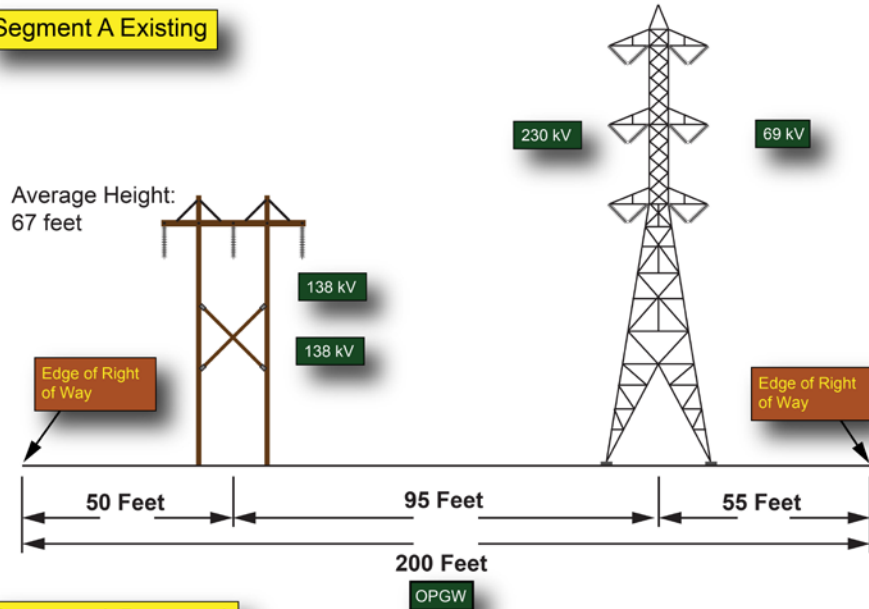 Segment A Existing
230 kV
69 kV
Average Height:
67 feet
138 kV
138 kV
Edge of Right
of Way
Edge of Right
of Way
50 Feet
95 Feet
55 Feet
200 Feet
OPGW